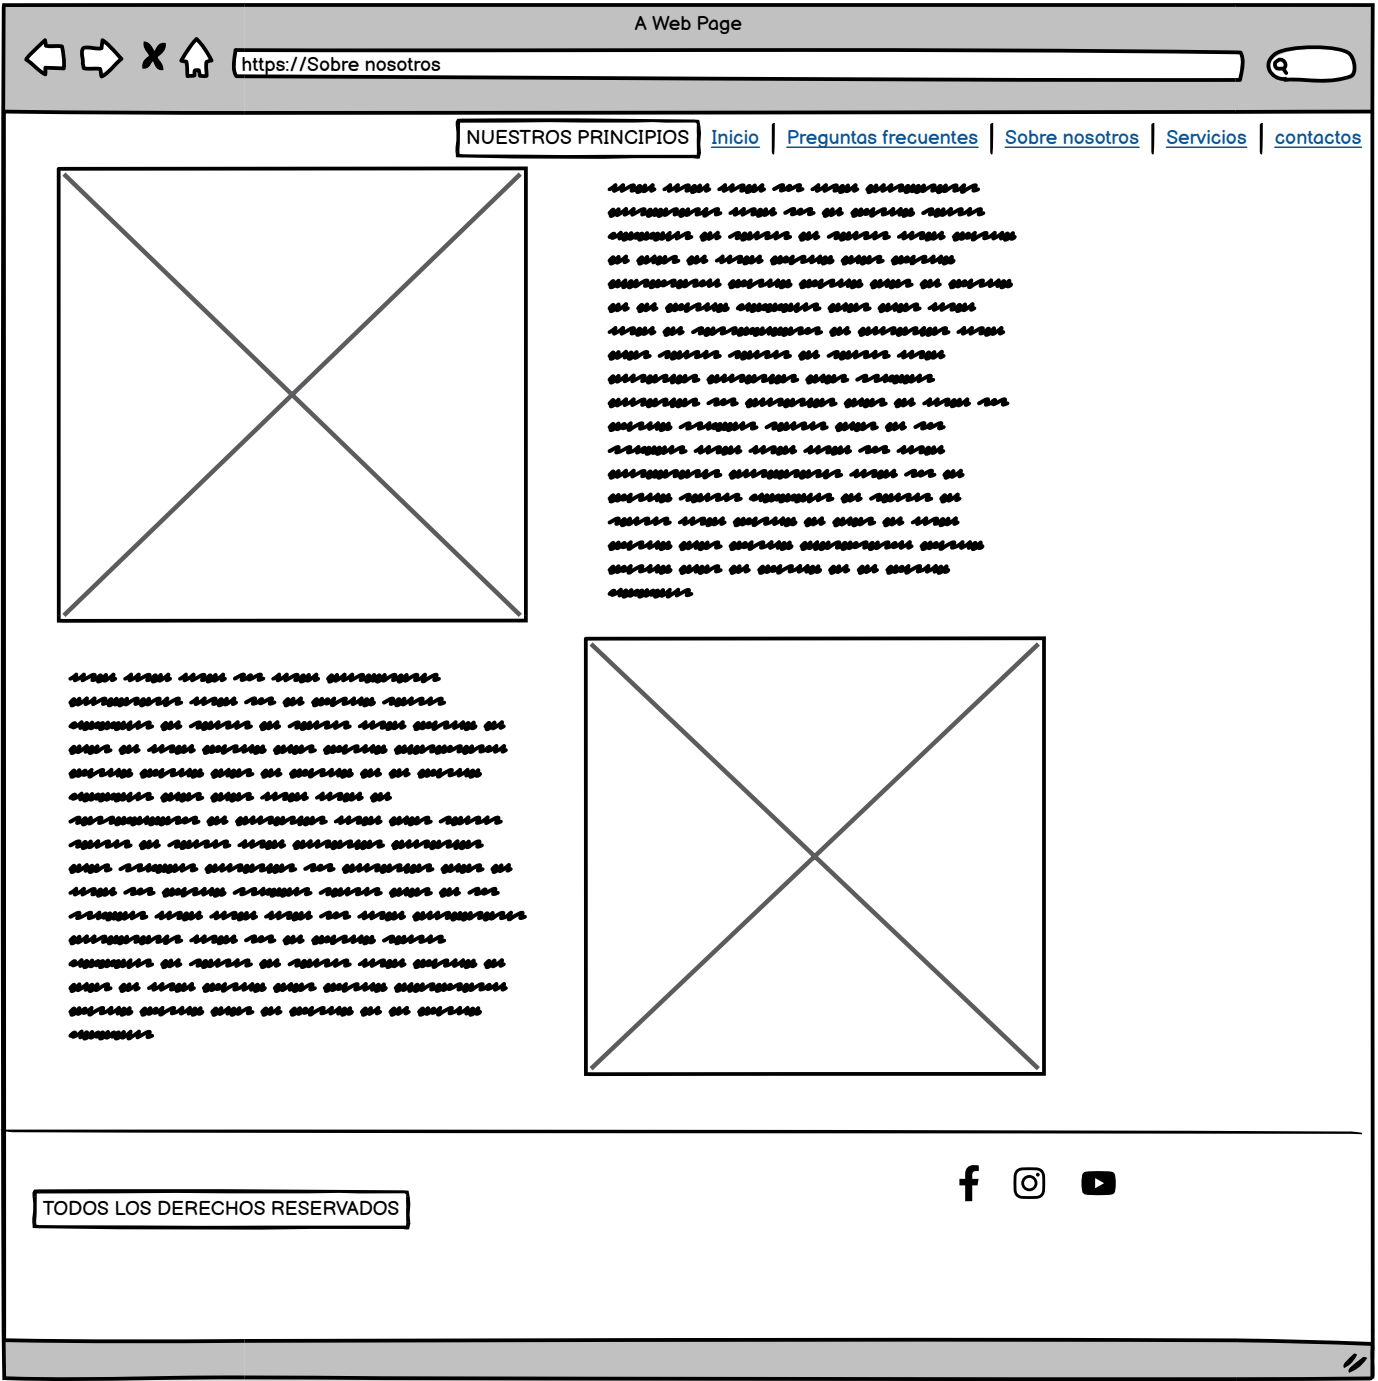 A Web Page
https://Sobre nosotros
NUESTROS PRINCIPIOS Inicio Preguntas frecuentes Sobre nosotros Servicios contactos
TODOS LOS DERECHOS RESERVADOS